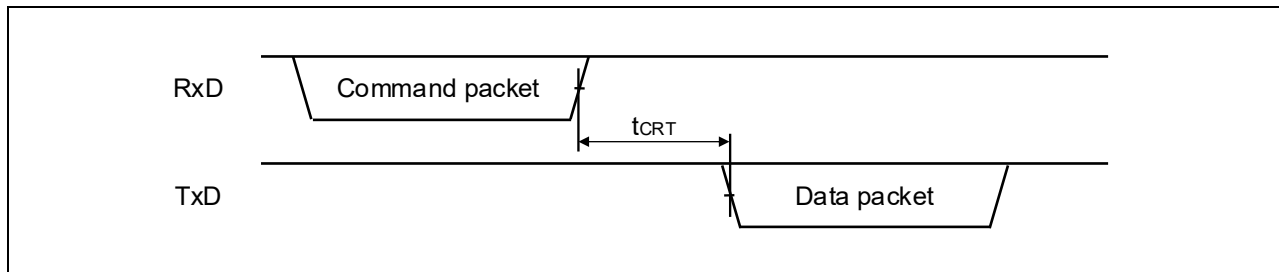 RxD
Command packet
tCRT
TxD
Data packet